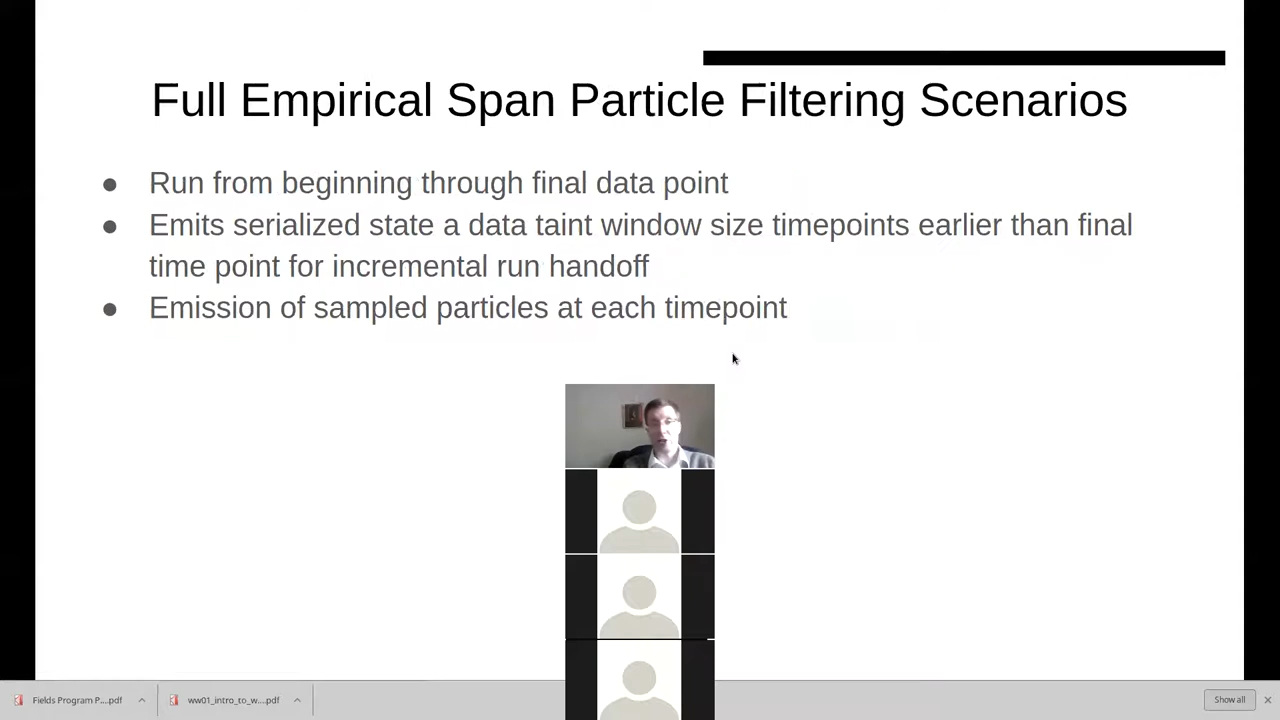 Full Empirical Span Particle Filtering Scenarios
● Run from beginning through final data point
● Emits serialized state a data taint window size timepoints earlier than final
time point for incremental run handoff
● Emission of sampled particles at each timepoint
Fields Program P....pdf
ww01_intro_to_w....pdf
Show all